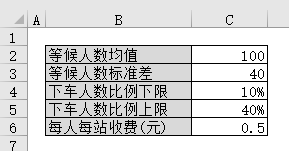 A B C
1
2 等候人数均值 100
3 等候人数标准差 40
4 下车人数比例下限 10%
5 下车人数比例上限 40%
6 每人每站收费(元) 0.5
7